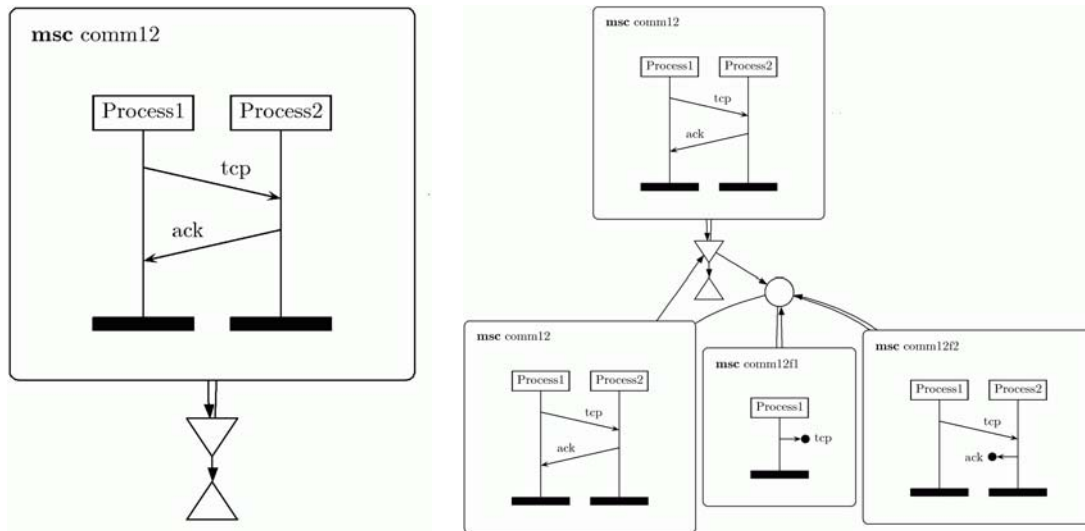 msc comm12
Process1 Process2
tcp
ack
msc comm12
Process1 Process2
tcp
ack
msc comm12
Process1 Process2
tcp
ack
msc comm12f1
Process1
tcp
msc comm12f2
Process1 Process2
tcp
ack